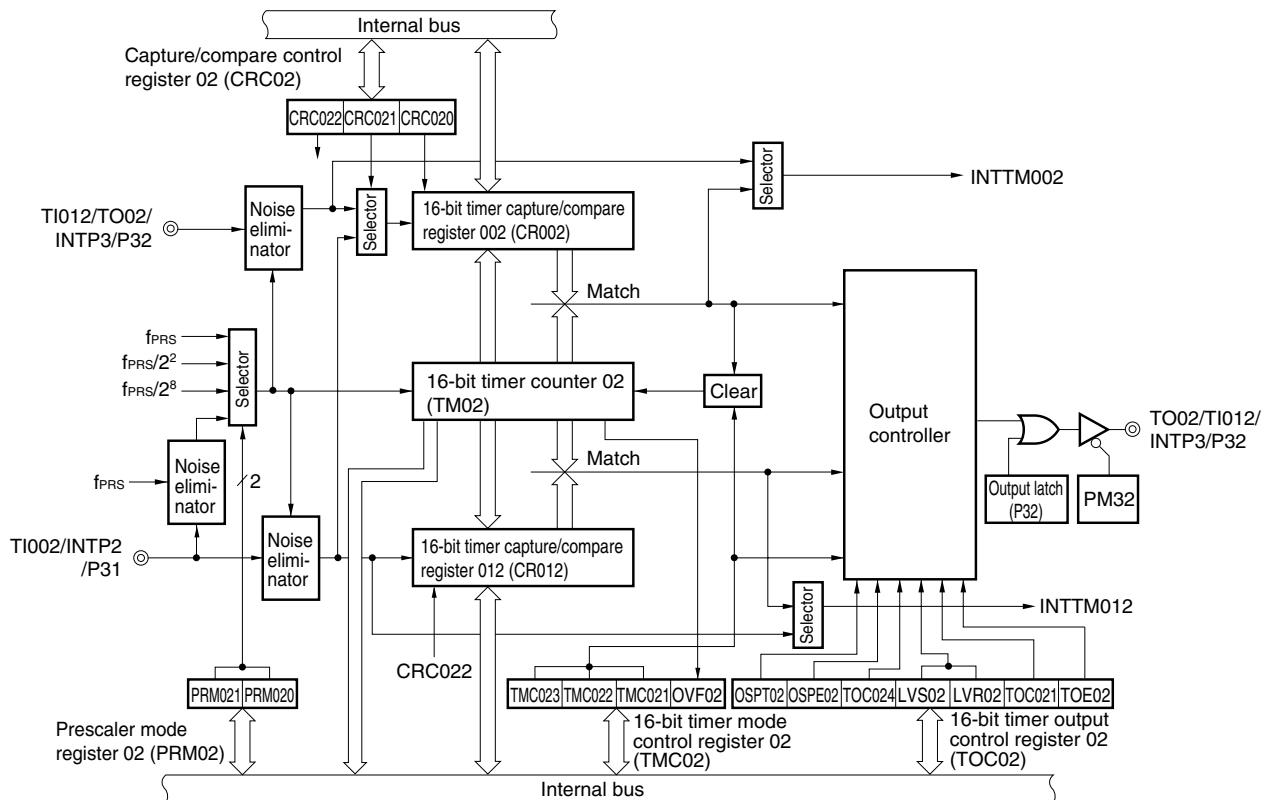 Internal bus
Capture/compare control
register 02 (CRC02)
CRC022 CRC021 CRC020
Selector
INTTM002
TI012/TO02/
INTP3/P32
Noise
elimi-
nator
Selector
16-bit timer capture/compare
register 002 (CR002)
Match
fPRS
fPRS/2²
fPRS/2⁸
Selector
16-bit timer counter 02
(TM02)
Clear
Output
controller
TO02/TI012/
INTP3/P32
Match
fPRS
Noise
elimi-
nator
2
Output latch
(P32)
PM32
TI002/INTP2
/P31
Noise
elimi-
nator
16-bit timer capture/compare
register 012 (CR012)
Selector
INTTM012
CRC022
PRM021 PRM020
TMC023 TMC022 TMC021 OVF02
OSPT02 OSPE02 TOC024 LVS02 LVR02 TOC021 TOE02
Prescaler mode
register 02 (PRM02)
16-bit timer mode
control register 02
(TMC02)
16-bit timer output
control register 02
(TOC02)
Internal bus